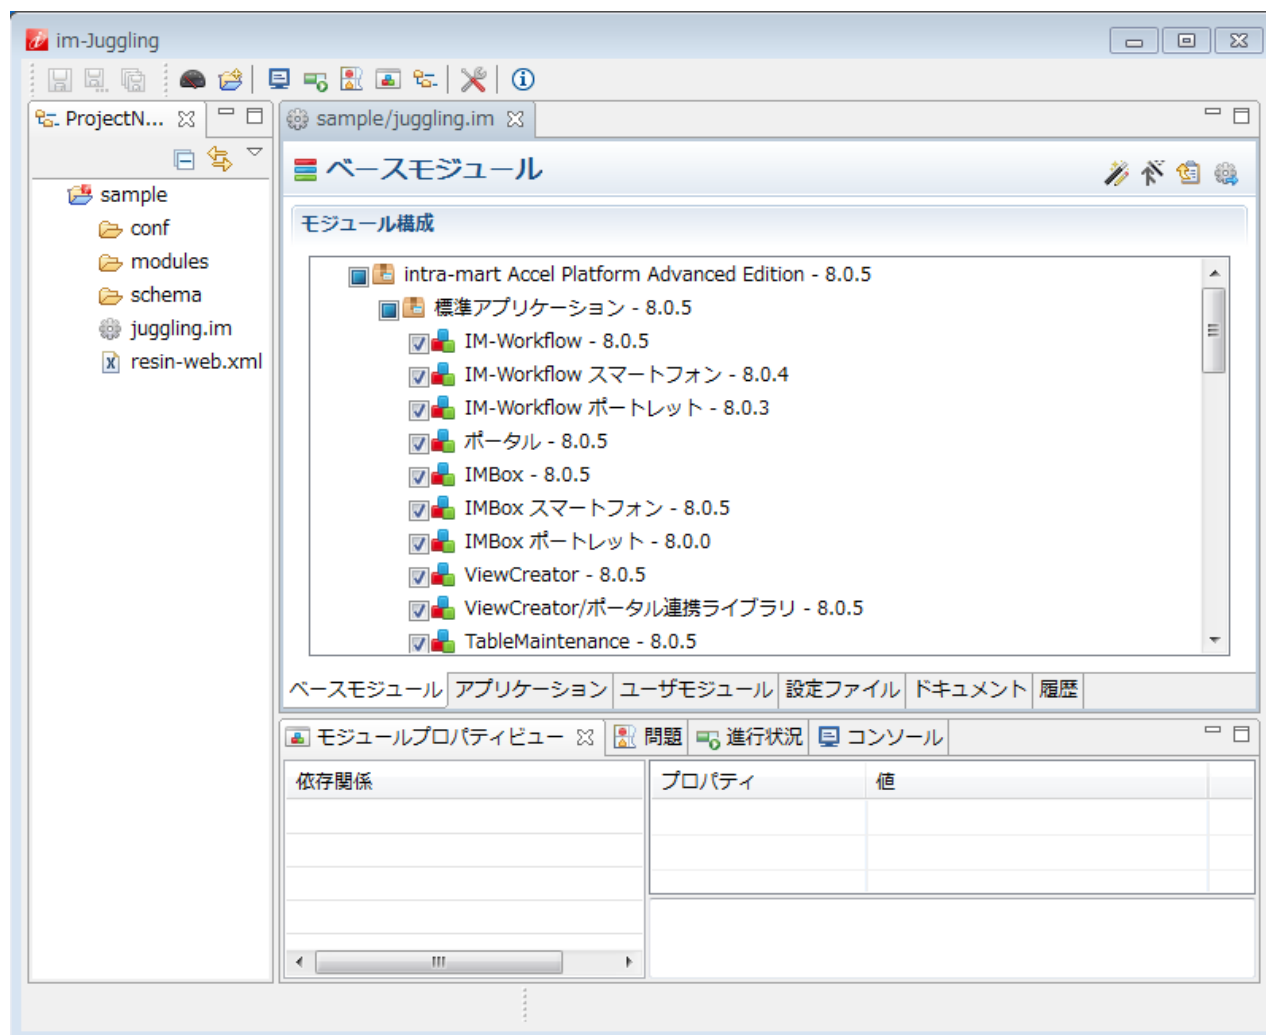 im-Juggling
ProjectN...
sample
conf
modules
schema
juggling.im
resin-web.xml
sample/juggling.im
ベースモジュール
モジュール構成
intra-mart Accel Platform Advanced Edition - 8.0.5
標準アプリケーション - 8.0.5
IM-Workflow - 8.0.5
IM-Workflow スマートフォン - 8.0.4
IM-Workflow ポートレット - 8.0.3
ポータル - 8.0.5
IMBox - 8.0.5
IMBox スマートフォン - 8.0.5
IMBox ポートレット - 8.0.0
ViewCreator - 8.0.5
ViewCreator/ポータル連携ライブラリ - 8.0.5
TableMaintenance - 8.0.5
ベースモジュール アプリケーション ユーザモジュール 設定ファイル ドキュメント 履歴
モジュールプロパティビュー 問題 進行状況 コンソール
依存関係
プロパティ 値